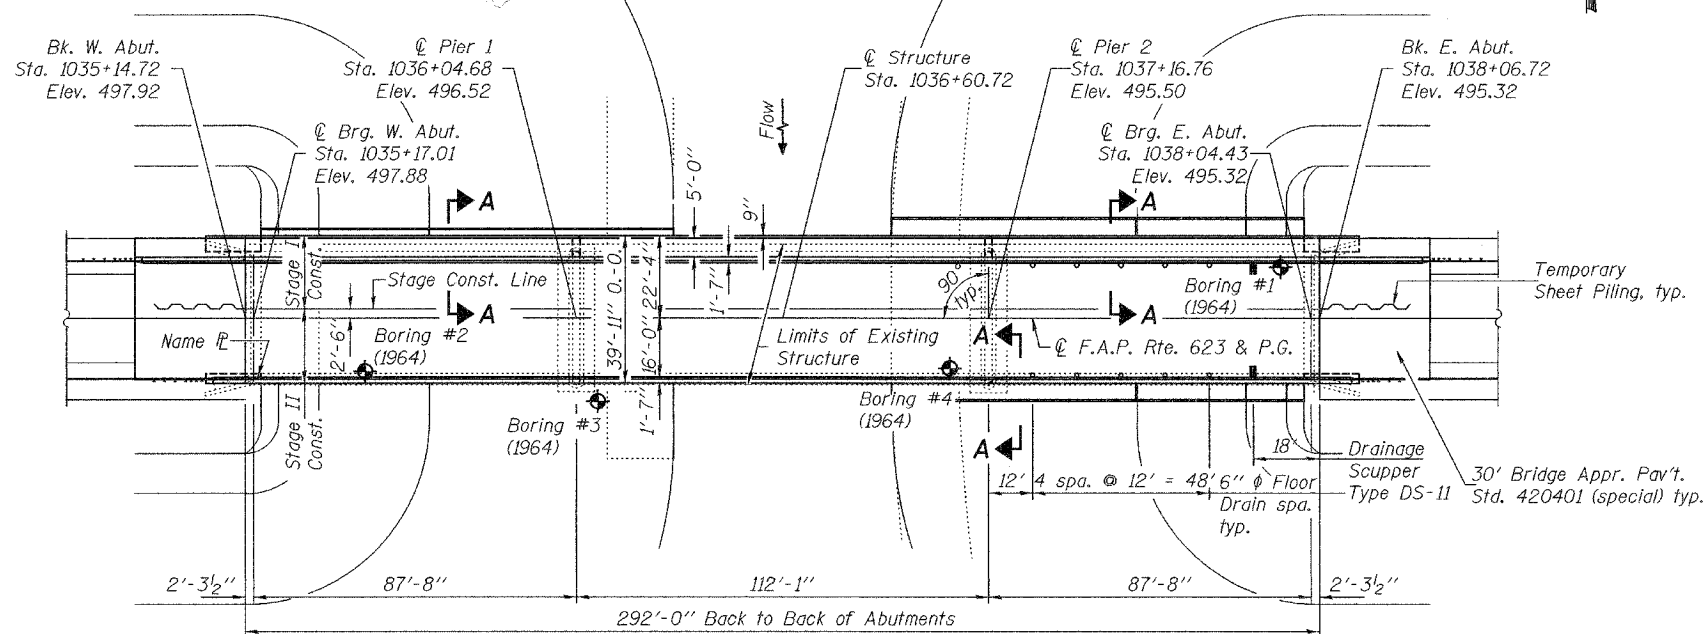 Bk. W. Abut.
Sta. 1035+14.72
Elev. 497.92
℄ Pier 1
Sta. 1036+04.68
Elev. 496.52
℄ Structure
Sta. 1036+60.72
℄ Pier 2
Sta. 1037+16.76
Elev. 495.50
Bk. E. Abut.
Sta. 1038+06.72
Elev. 495.32
℄ Brg. W. Abut.
Sta. 1035+17.01
Elev. 497.88
Flow
℄ Brg. E. Abut.
Sta. 1038+04.43
Elev. 495.32
A
A
5'-0"
9"
Stage I
Const.
Stage Const. Line
A
39'-11" O.-O.
22'-4"
1'-7"
90°
typ.
A
Boring #1
(1964)
Temporary
Sheet Piling, typ.
Name ℙL
2'-6"
Boring #2
(1964)
16'-0"
Limits of Existing
Structure
A
℄ F.A.P. Rte. 623 & P.G.
Stage II
Const.
Boring #3
(1964)
1'-7"
Boring #4
(1964)
A
18'
Drainage
Scupper
Type DS-11
30' Bridge Appr. Pav't.
Std. 420401 (special) typ.
12'
4 spa. @ 12' = 48'
6" ϕ Floor
Drain spa.
typ.
2'-3½"
87'-8"
112'-1"
87'-8"
2'-3½"
292'-0" Back to Back of Abutments